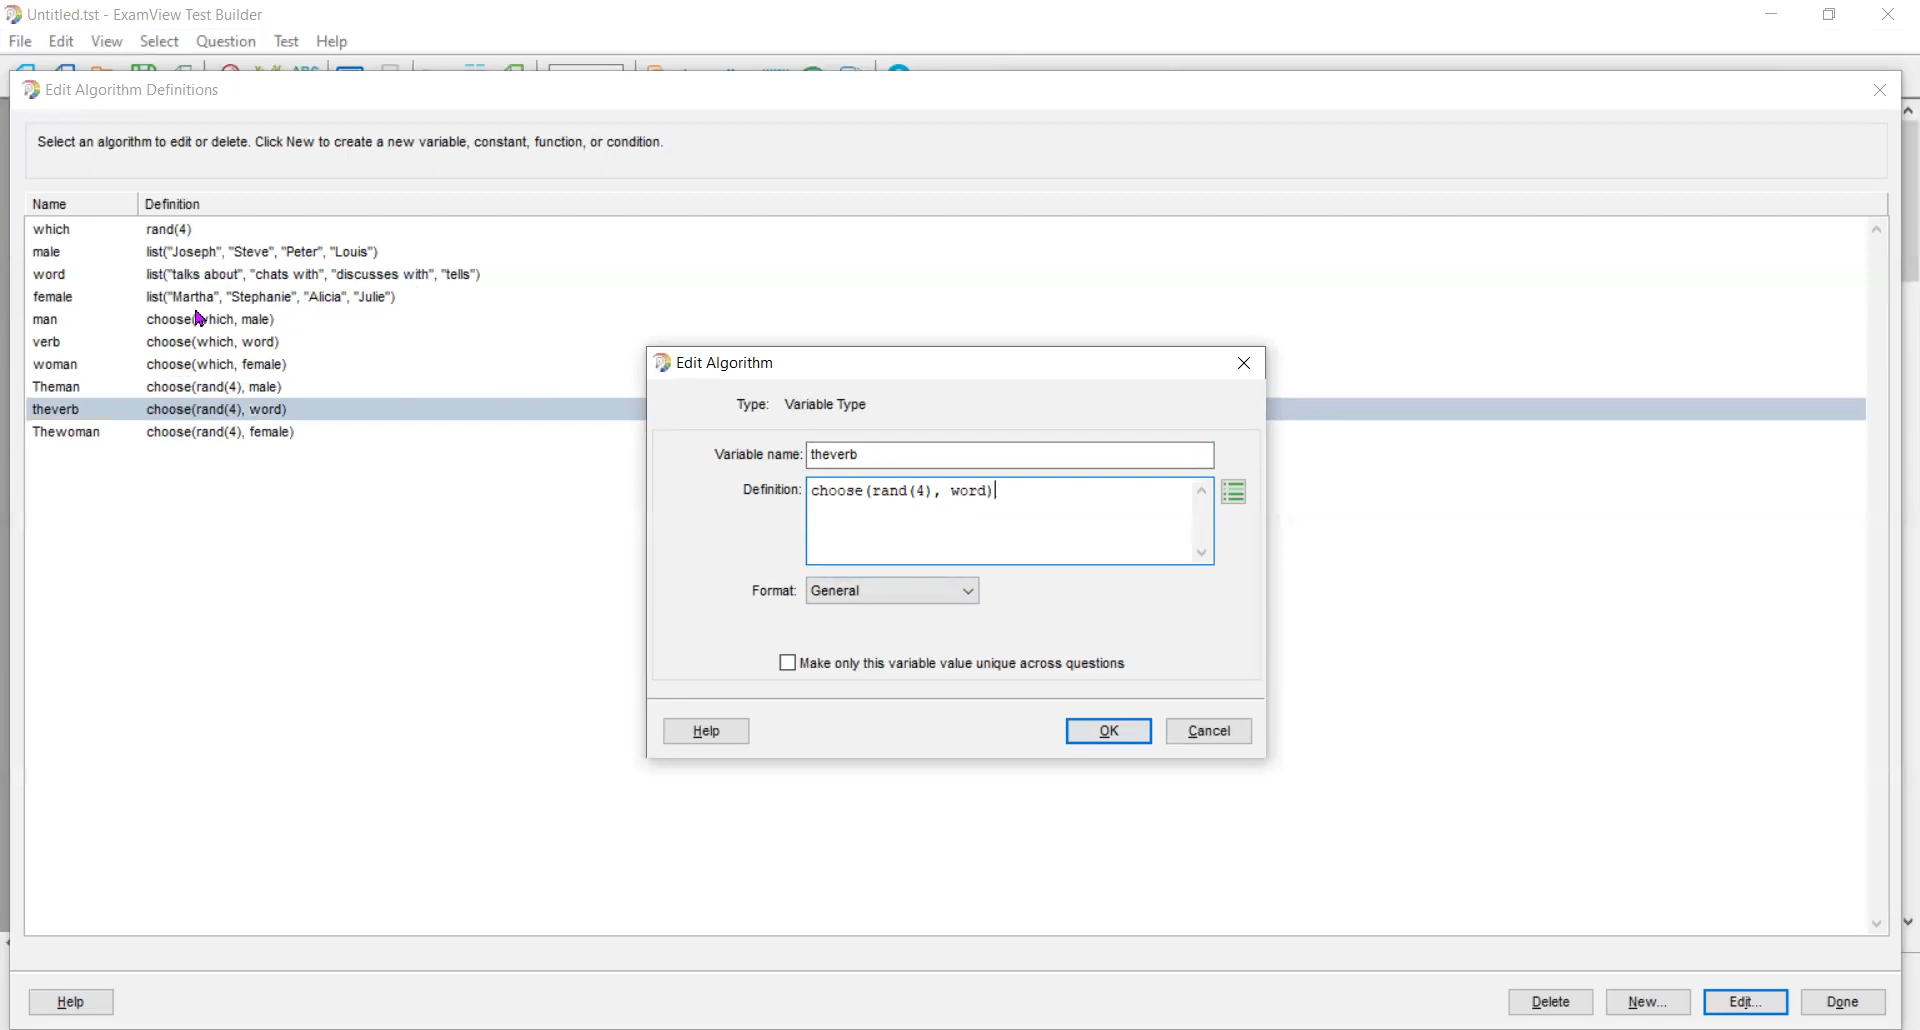 Untitled.tst - ExamView Test Builder
File Edit View Select Question Test Help
Edit Algorithm Definitions
Select an algorithm to edit or delete. Click New to create a new variable, constant, function, or condition.
Name Definition
which rand(4)
male list("Joseph", "Steve", "Peter", "Louis")
word list("talks about", "chats with", "discusses with", "tells")
female list("Martha", "Stephanie", "Alicia", "Julie")
man choose(which, male)
verb choose(which, word)
woman choose(which, female)
Theman choose(rand(4), male)
theverb choose(rand(4), word)
Thewoman choose(rand(4), female)
Edit Algorithm
Type: Variable Type
Variable name: theverb
Definition: choose(rand(4), word)
Format: General
Make only this variable value unique across questions
Help OK Cancel
Help Delete New... Edit... Done